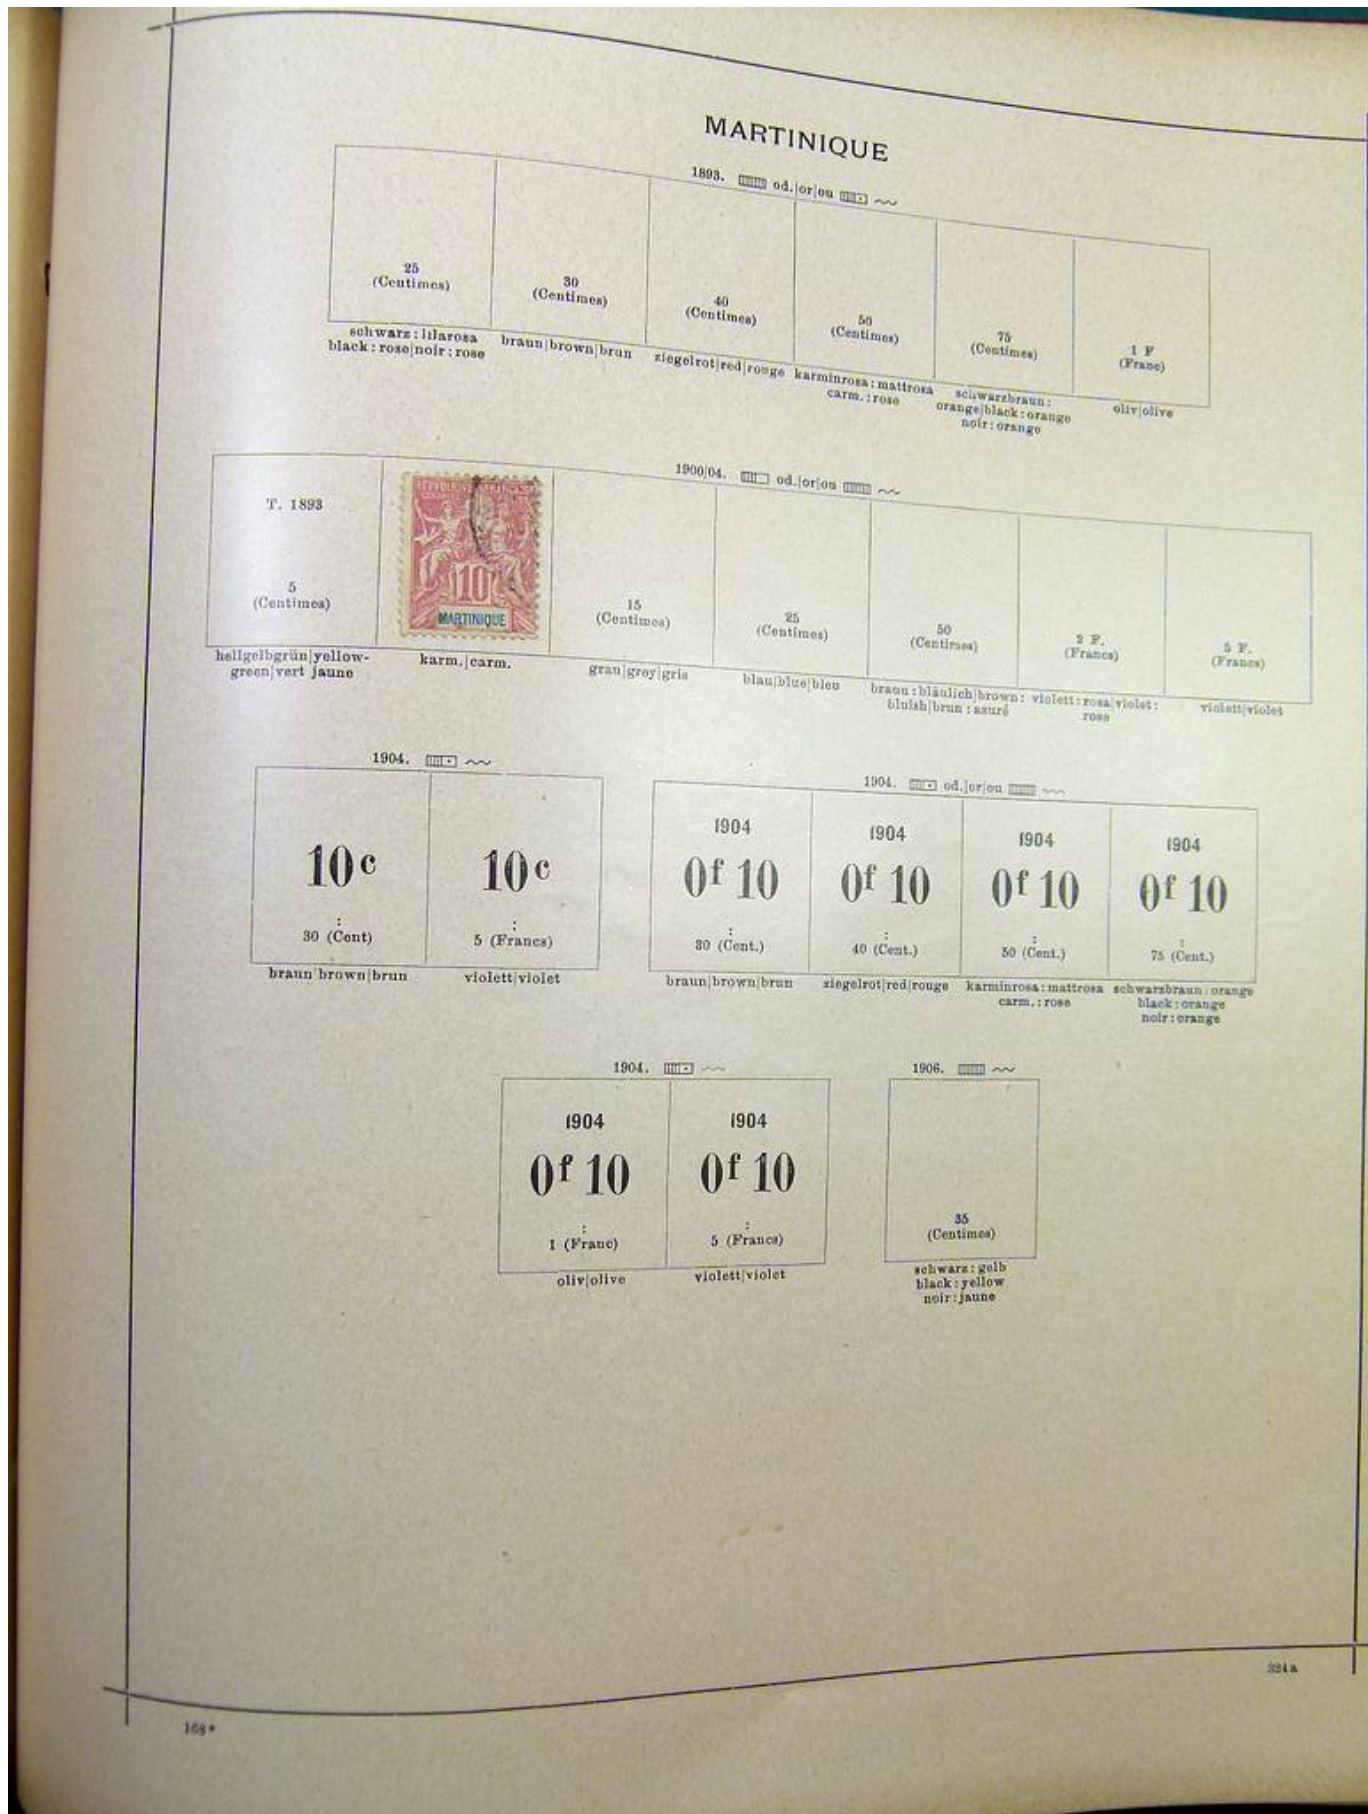 MARTINIQUE
1893. od.|or|ou
25
(Centimes)
30
(Centimes)
40
(Centimes)
50
(Centimes)
75
(Centimes)
1 F
(Franc)
schwarz : lilarosa
black : rose|noir : rose
braun|brown|brun
ziegelrot|red|rouge
karminrosa : mattrosa
carm. : rose
schwarzbraun :
orange|black : orange
noir : orange
oliv|olive
1900|04. od.|or|ou
T. 1893
5
(Centimes)
10
MARTINIQUE
15
(Centimes)
25
(Centimes)
50
(Centimes)
2 F.
(Francs)
5 F.
(Francs)
hellgelbgrün|yellow-
green|vert jaune
karm.|carm.
grau|grey|gris
blau|blue|bleu
braun : bläulich|brown :
bluish|brun : azuré
violett : rosa|violet :
rose
violett|violet
1904.
10 c
:
30 (Cent)
10 c
:
5 (Francs)
braun brown|brun
violett|violet
1904. od.|or|ou
1904
0f 10
:
30 (Cent.)
1904
0f 10
:
40 (Cent.)
1904
0f 10
:
50 (Cent.)
1904
0f 10
:
75 (Cent.)
braun|brown|brun
ziegelrot|red|rouge
karminrosa : mattrosa
carm. : rose
schwarzbraun : orange
black : orange
noir : orange
1904.
1904
0f 10
:
1 (Franc)
1904
0f 10
:
5 (Francs)
oliv|olive
violett|violet
1906.
35
(Centimes)
schwarz : gelb
black : yellow
noir : jaune
324a
168*